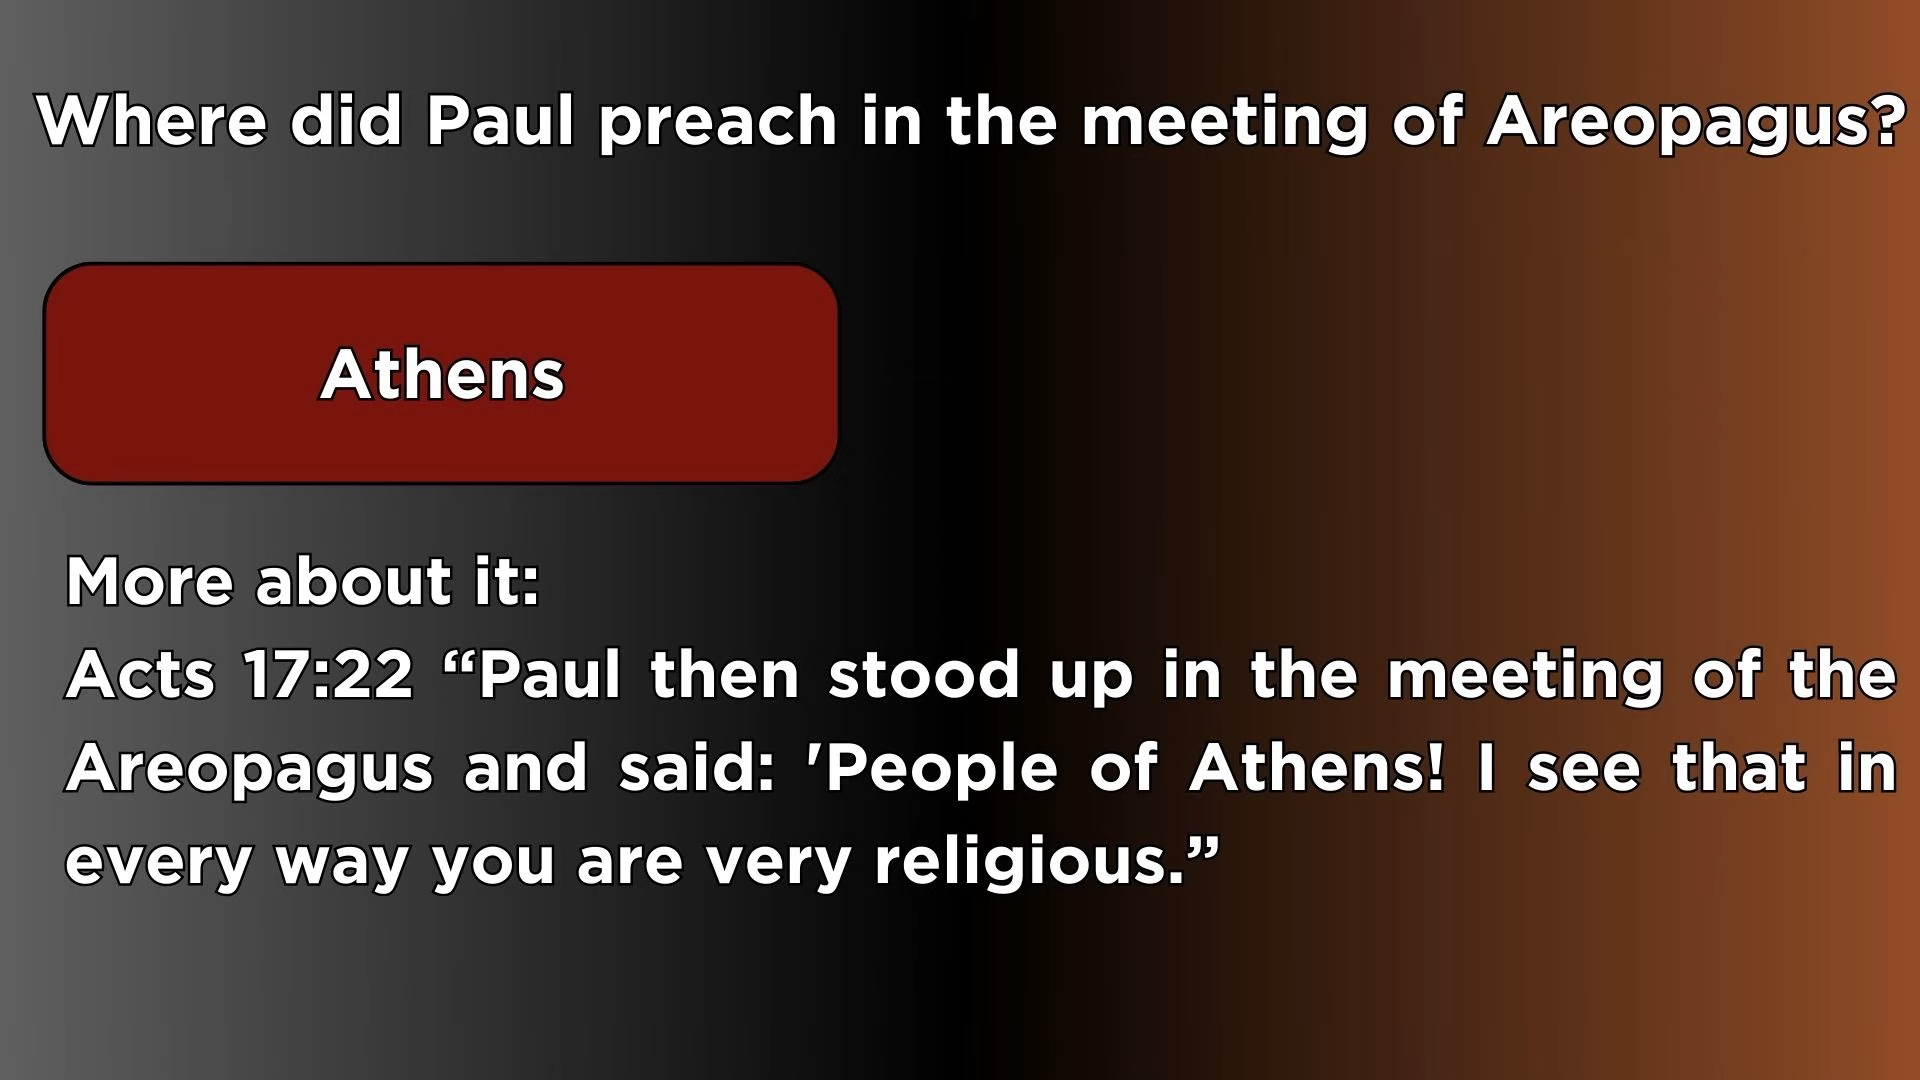 Where did Paul preach in the meeting of Areopagus?
Athens
More about it:
Acts 17:22 “Paul then stood up in the meeting of the
Areopagus and said: 'People of Athens! I see that in
every way you are very religious.”